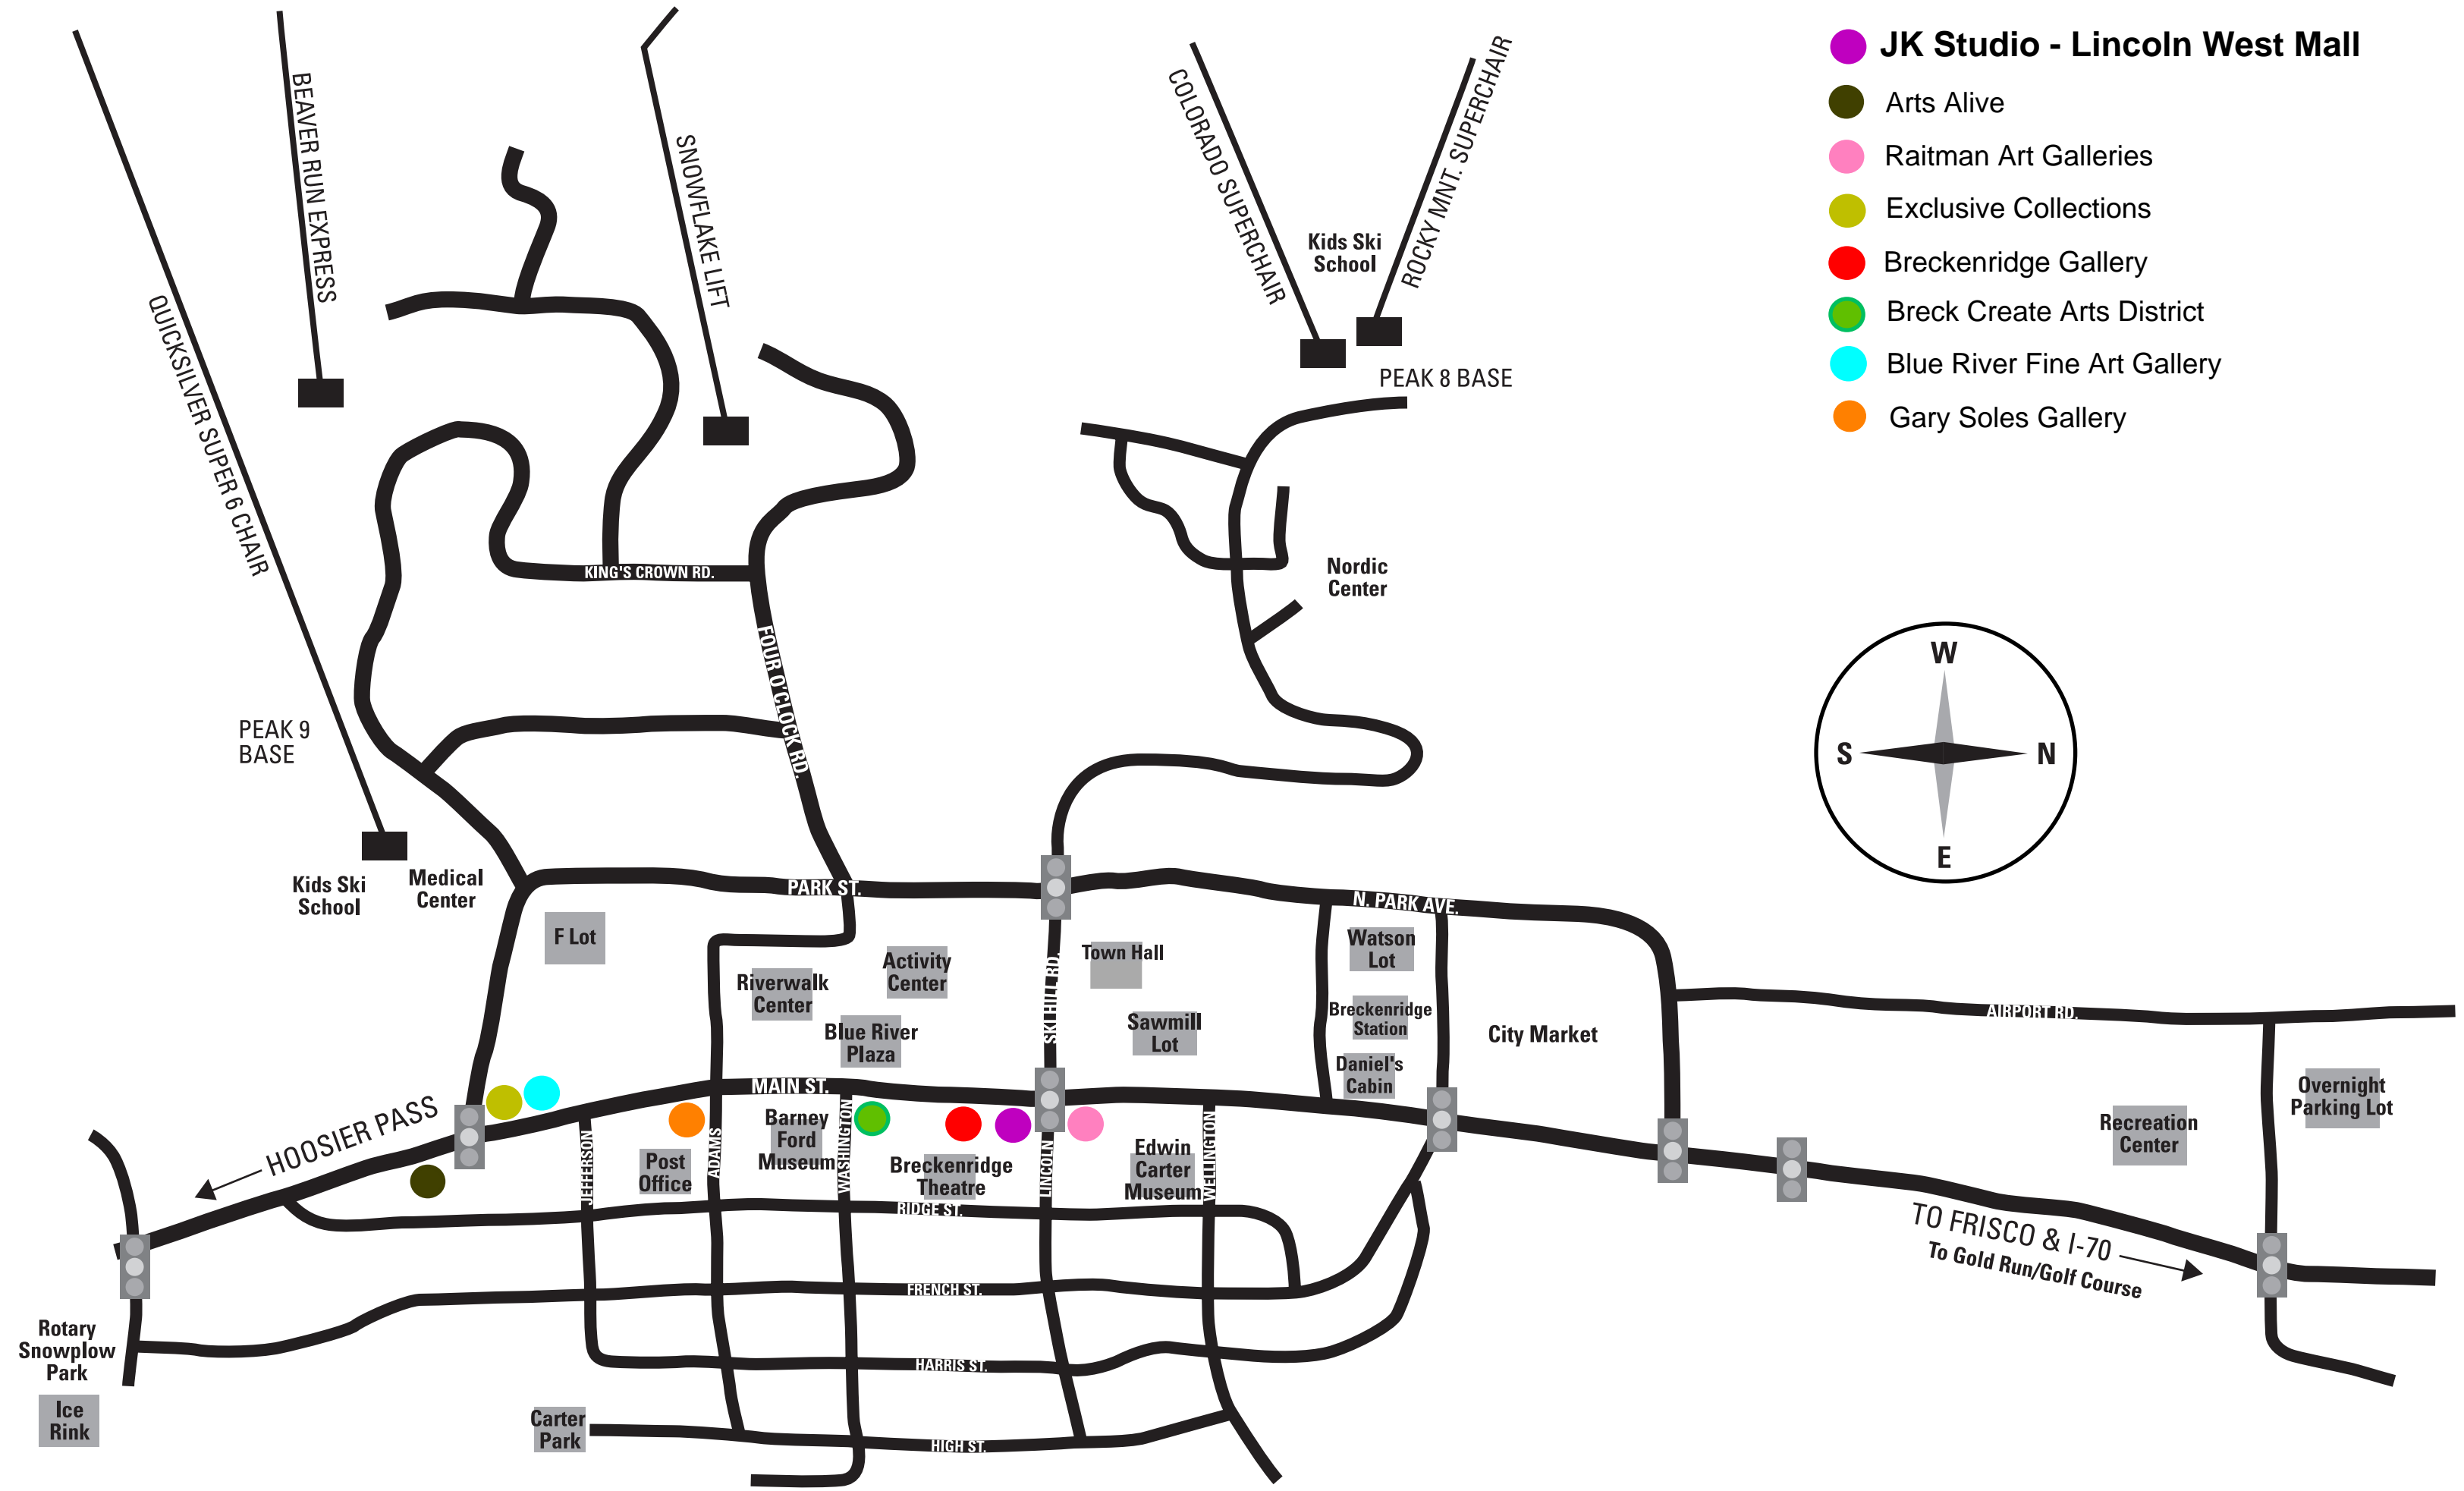 JK Studio - Lincoln West Mall
Arts Alive
Raitman Art Galleries
Exclusive Collections
Breckenridge Gallery
Breck Create Arts District
Blue River Fine Art Gallery
Gary Soles Gallery
BEAVER RUN EXPRESS
SNOWFLAKE LIFT
COLORADO SUPERCHAIR
ROCKY MNT. SUPERCHAIR
Kids Ski
School
QUICKSILVER SUPER 6 CHAIR
PEAK 8 BASE
Nordic
Center
KING'S CROWN RD.
FOUR O'CLOCK RD.
W
S
N
E
PEAK 9
BASE
Kids Ski
School
Medical
Center
PARK ST.
N. PARK AVE.
F Lot
Riverwalk
Center
Activity
Center
Blue River
Plaza
SKI HILL RD.
Town Hall
Sawmill
Lot
Watson
Lot
Breckenridge
Station
Daniel's
Cabin
City Market
AIRPORT RD.
Overnight
Parking Lot
Recreation
Center
HOOSIER PASS
MAIN ST.
JEFFERSON
Post
Office
ADAMS
Barney
Ford
Museum
WASHINGTON
Breckenridge
Theatre
LINCOLN
Edwin
Carter
Museum
WELLINGTON
RIDGE ST.
TO FRISCO & I-70
To Gold Run/Golf Course
FRENCH ST.
HARRIS ST.
HIGH ST.
Rotary
Snowplow
Park
Ice
Rink
Carter
Park